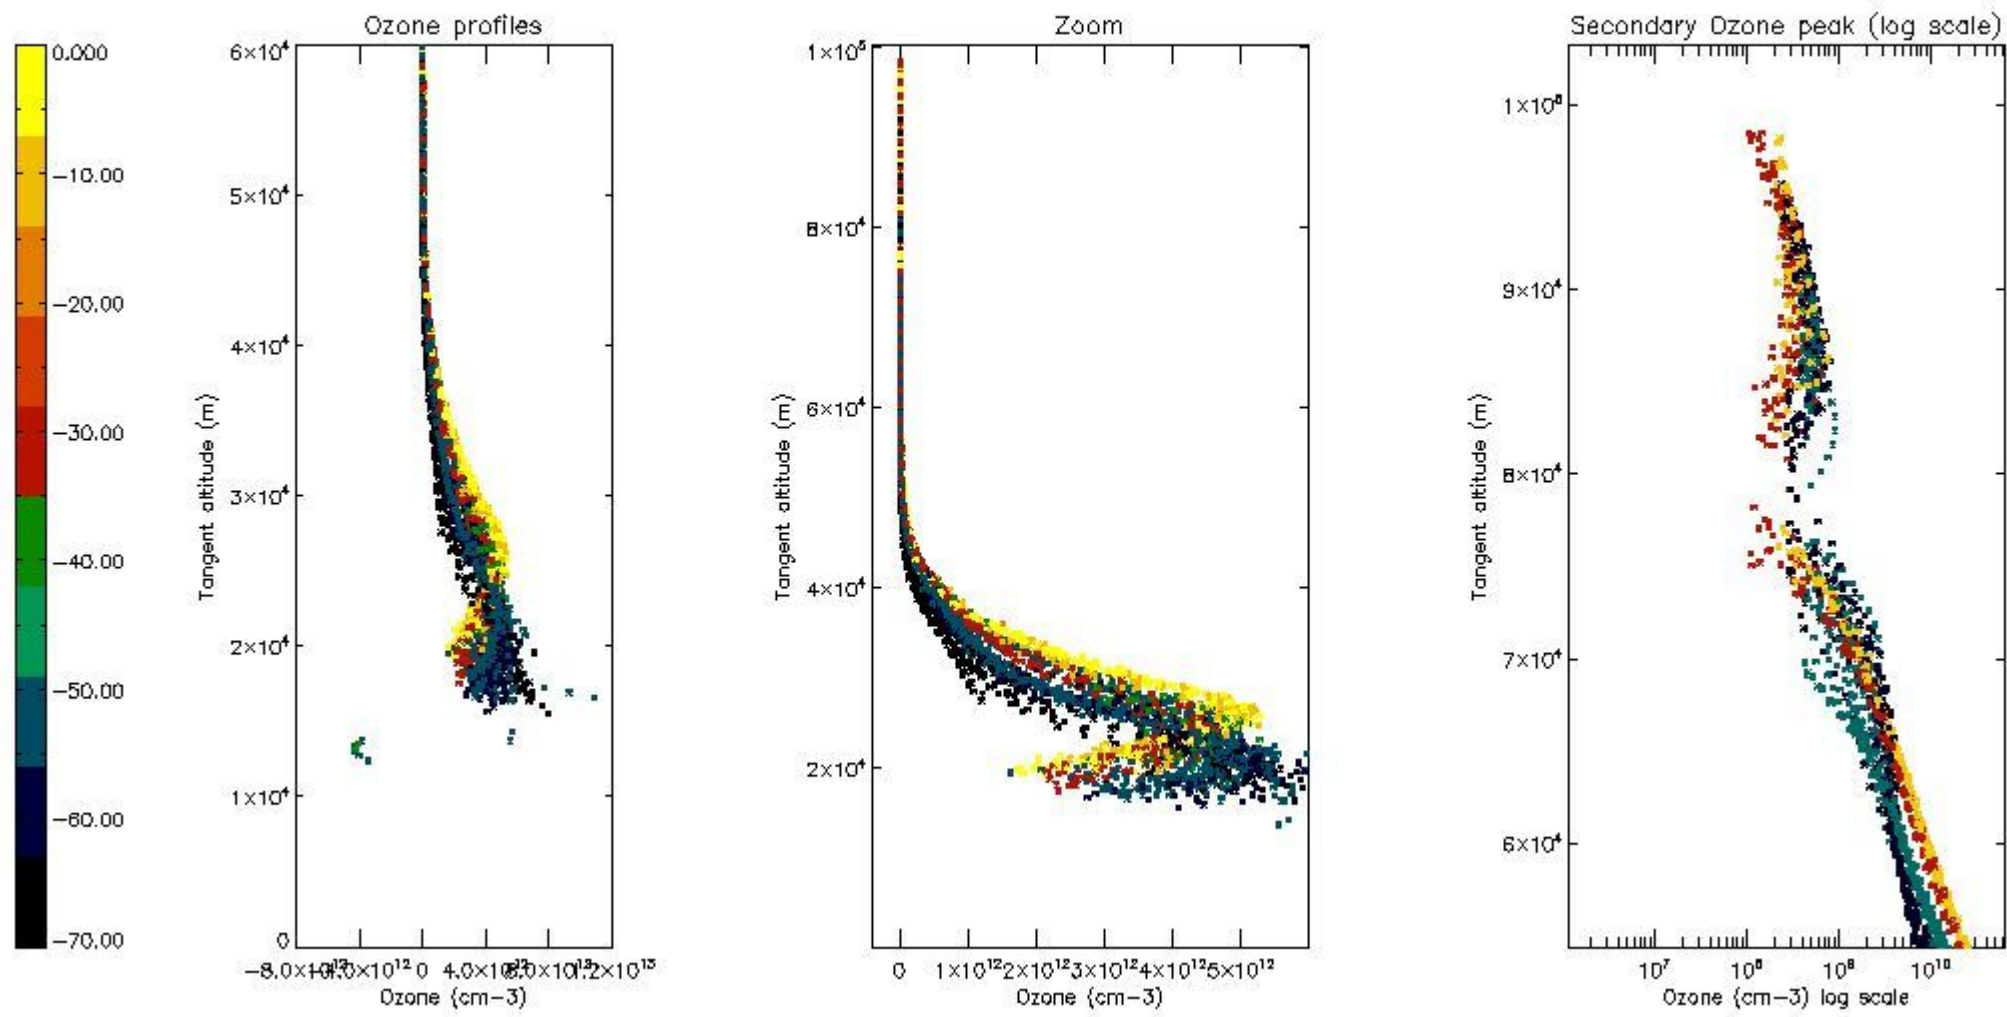 Ozone profiles
Zoom
Secondary Ozone peak (log scale)
0.000
−10.00
−20.00
−30.00
−40.00
−50.00
−60.00
−70.00
6×10⁴
5×10⁴
4×10⁴
3×10⁴
2×10⁴
1×10⁴
0
Tangent altitude (m)
0
Ozone (cm−3)
1×10⁵
8×10⁴
6×10⁴
4×10⁴
2×10⁴
Tangent altitude (m)
0 1×10¹² 2×10¹² 3×10¹² 4×10¹² 5×10¹²
Ozone (cm−3)
9×10⁴
8×10⁴
7×10⁴
6×10⁴
Tangent altitude (m)
10⁷ 10⁹ 10¹⁰
Ozone (cm−3) log scale